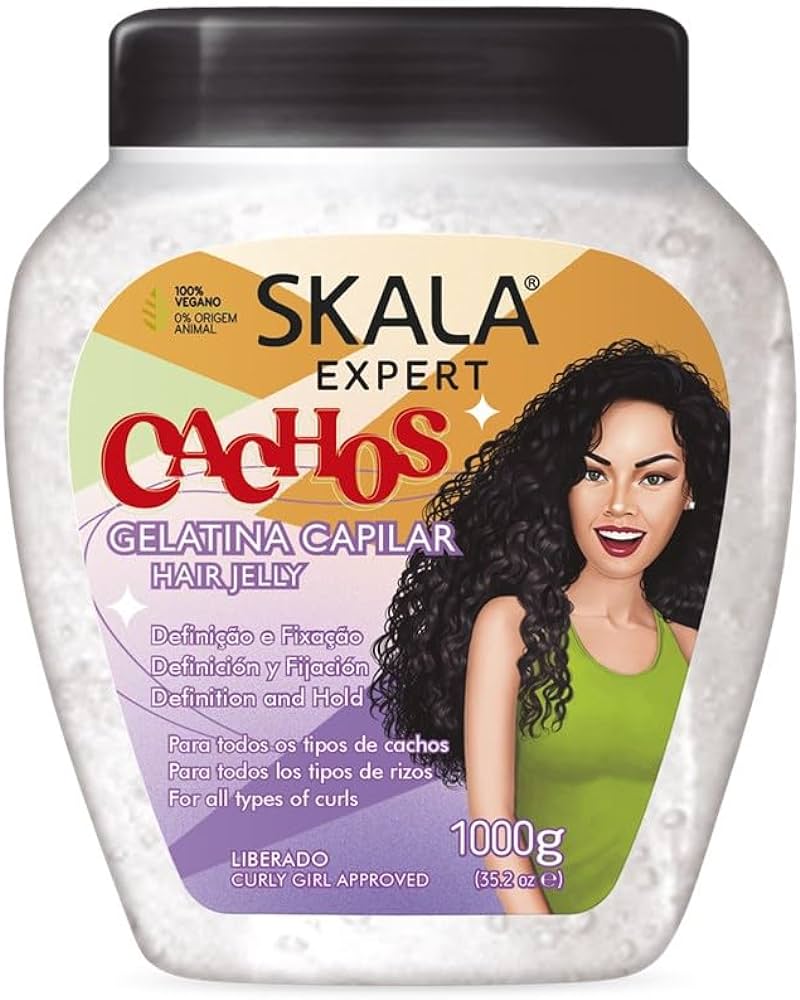 100%
VEGANO
0% ORIGEM
ANIMAL
SKALA®
EXPERT
CACHOS
GELATINA CAPILAR
HAIR JELLY
Definição e Fixação
Definición y Fijación
Definition and Hold
Para todos os tipos de cachos
Para todos los tipos de rizos
For all types of curls
LIBERADO
CURLY GIRL APPROVED
1000g
(35.2 oz ℮)